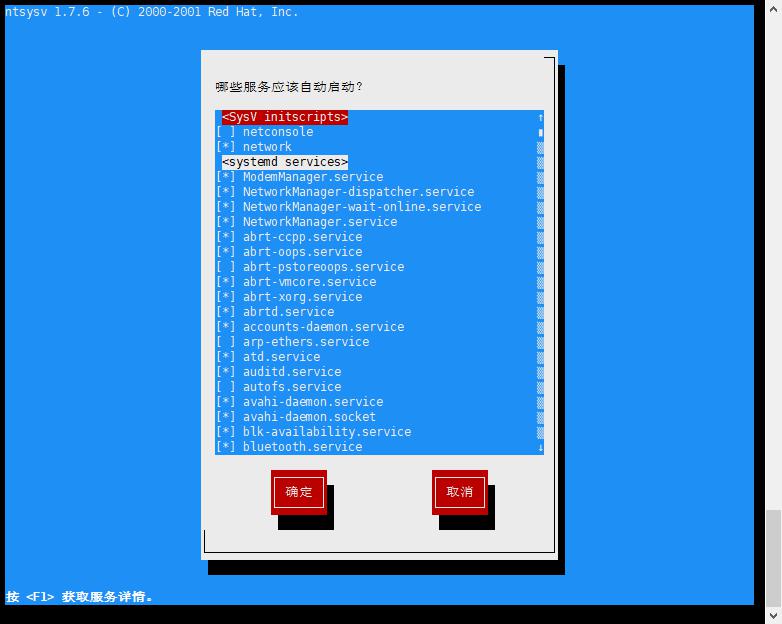 ntsysv 1.7.6 - (C) 2000-2001 Red Hat, Inc.
哪些服务应该自动启动？
<SysV initscripts>
[ ] netconsole
[*] network
<systemd services>
[*] ModemManager.service
[*] NetworkManager-dispatcher.service
[*] NetworkManager-wait-online.service
[*] NetworkManager.service
[*] abrt-ccpp.service
[*] abrt-oops.service
[ ] abrt-pstoreoops.service
[*] abrt-vmcore.service
[*] abrt-xorg.service
[*] abrtd.service
[*] accounts-daemon.service
[ ] arp-ethers.service
[*] atd.service
[*] auditd.service
[ ] autofs.service
[*] avahi-daemon.service
[*] avahi-daemon.socket
[*] blk-availability.service
[*] bluetooth.service
确定 取消
按 <F1> 获取服务详情。